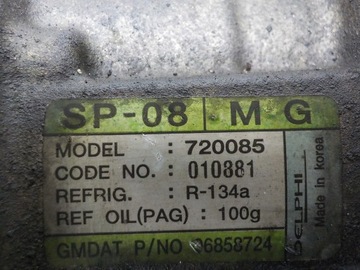 SP-08 M G
MODEL : 720085
CODE NO. : 010881
REFRIG. : R-134a
REF OIL(PAG) : 100g
GMDAT P/NO 96858724
DELPHI
Made in korea